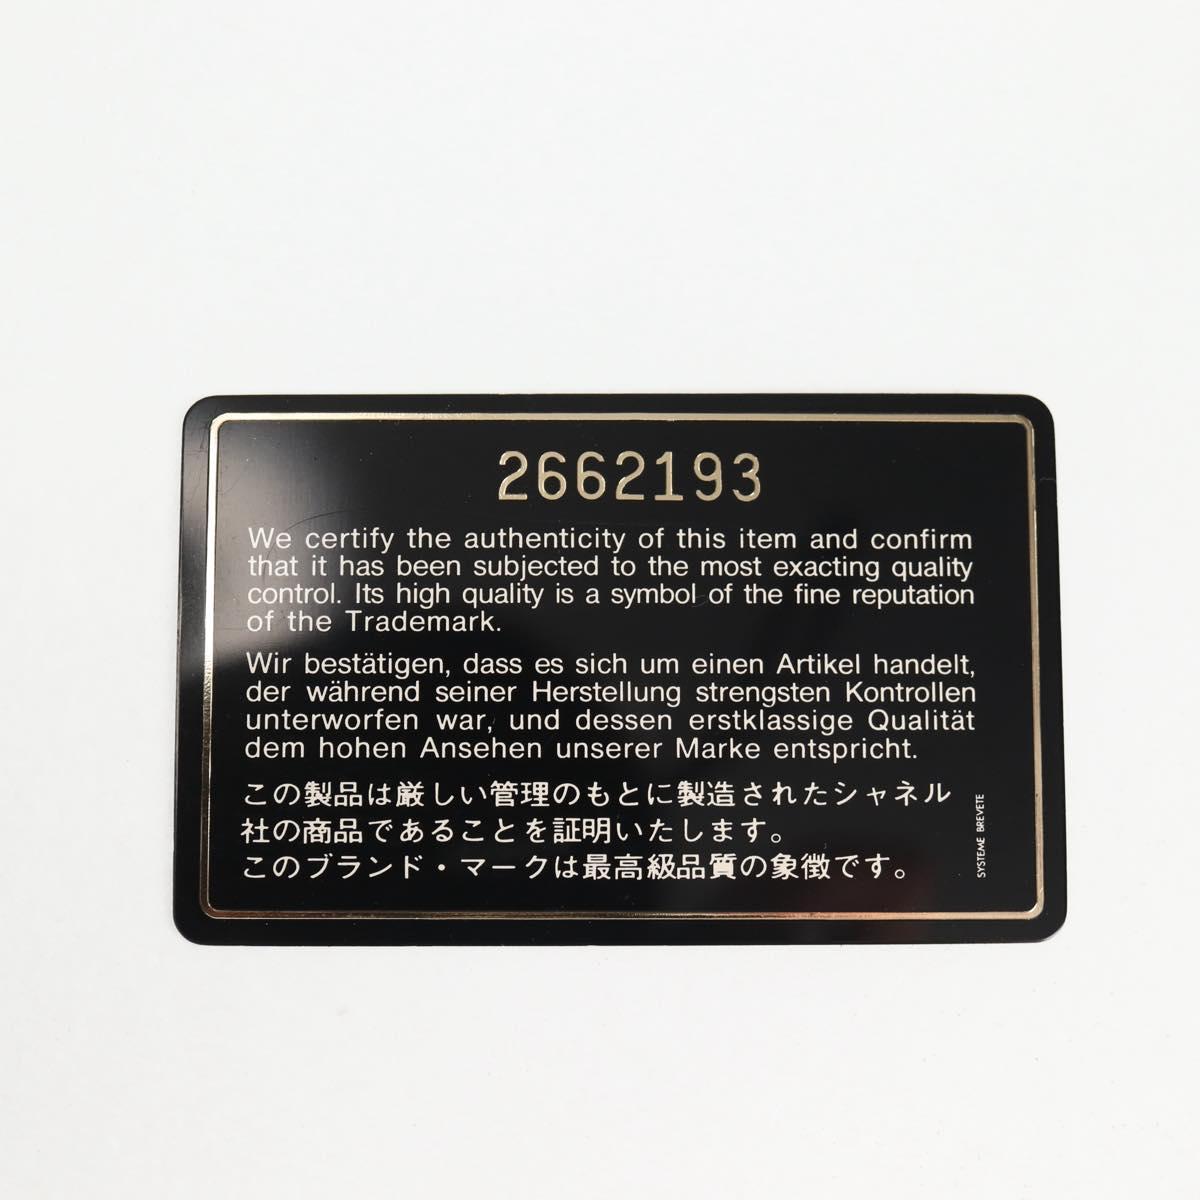 2662193
We certify the authenticity of this item and confirm
that it has been subjected to the most exacting quality
control. Its high quality is a symbol of the fine reputation
of the Trademark.
Wir bestätigen, dass es sich um einen Artikel handelt,
der während seiner Herstellung strengsten Kontrollen
unterworfen war, und dessen erstklassige Qualität
dem hohen Ansehen unserer Marke entspricht.
この製品は厳しい管理のもとに製造されたシャネル
社の商品であることを証明いたします。
このブランド・マークは最高級品質の象徴です。
SYSTEME BREVETE